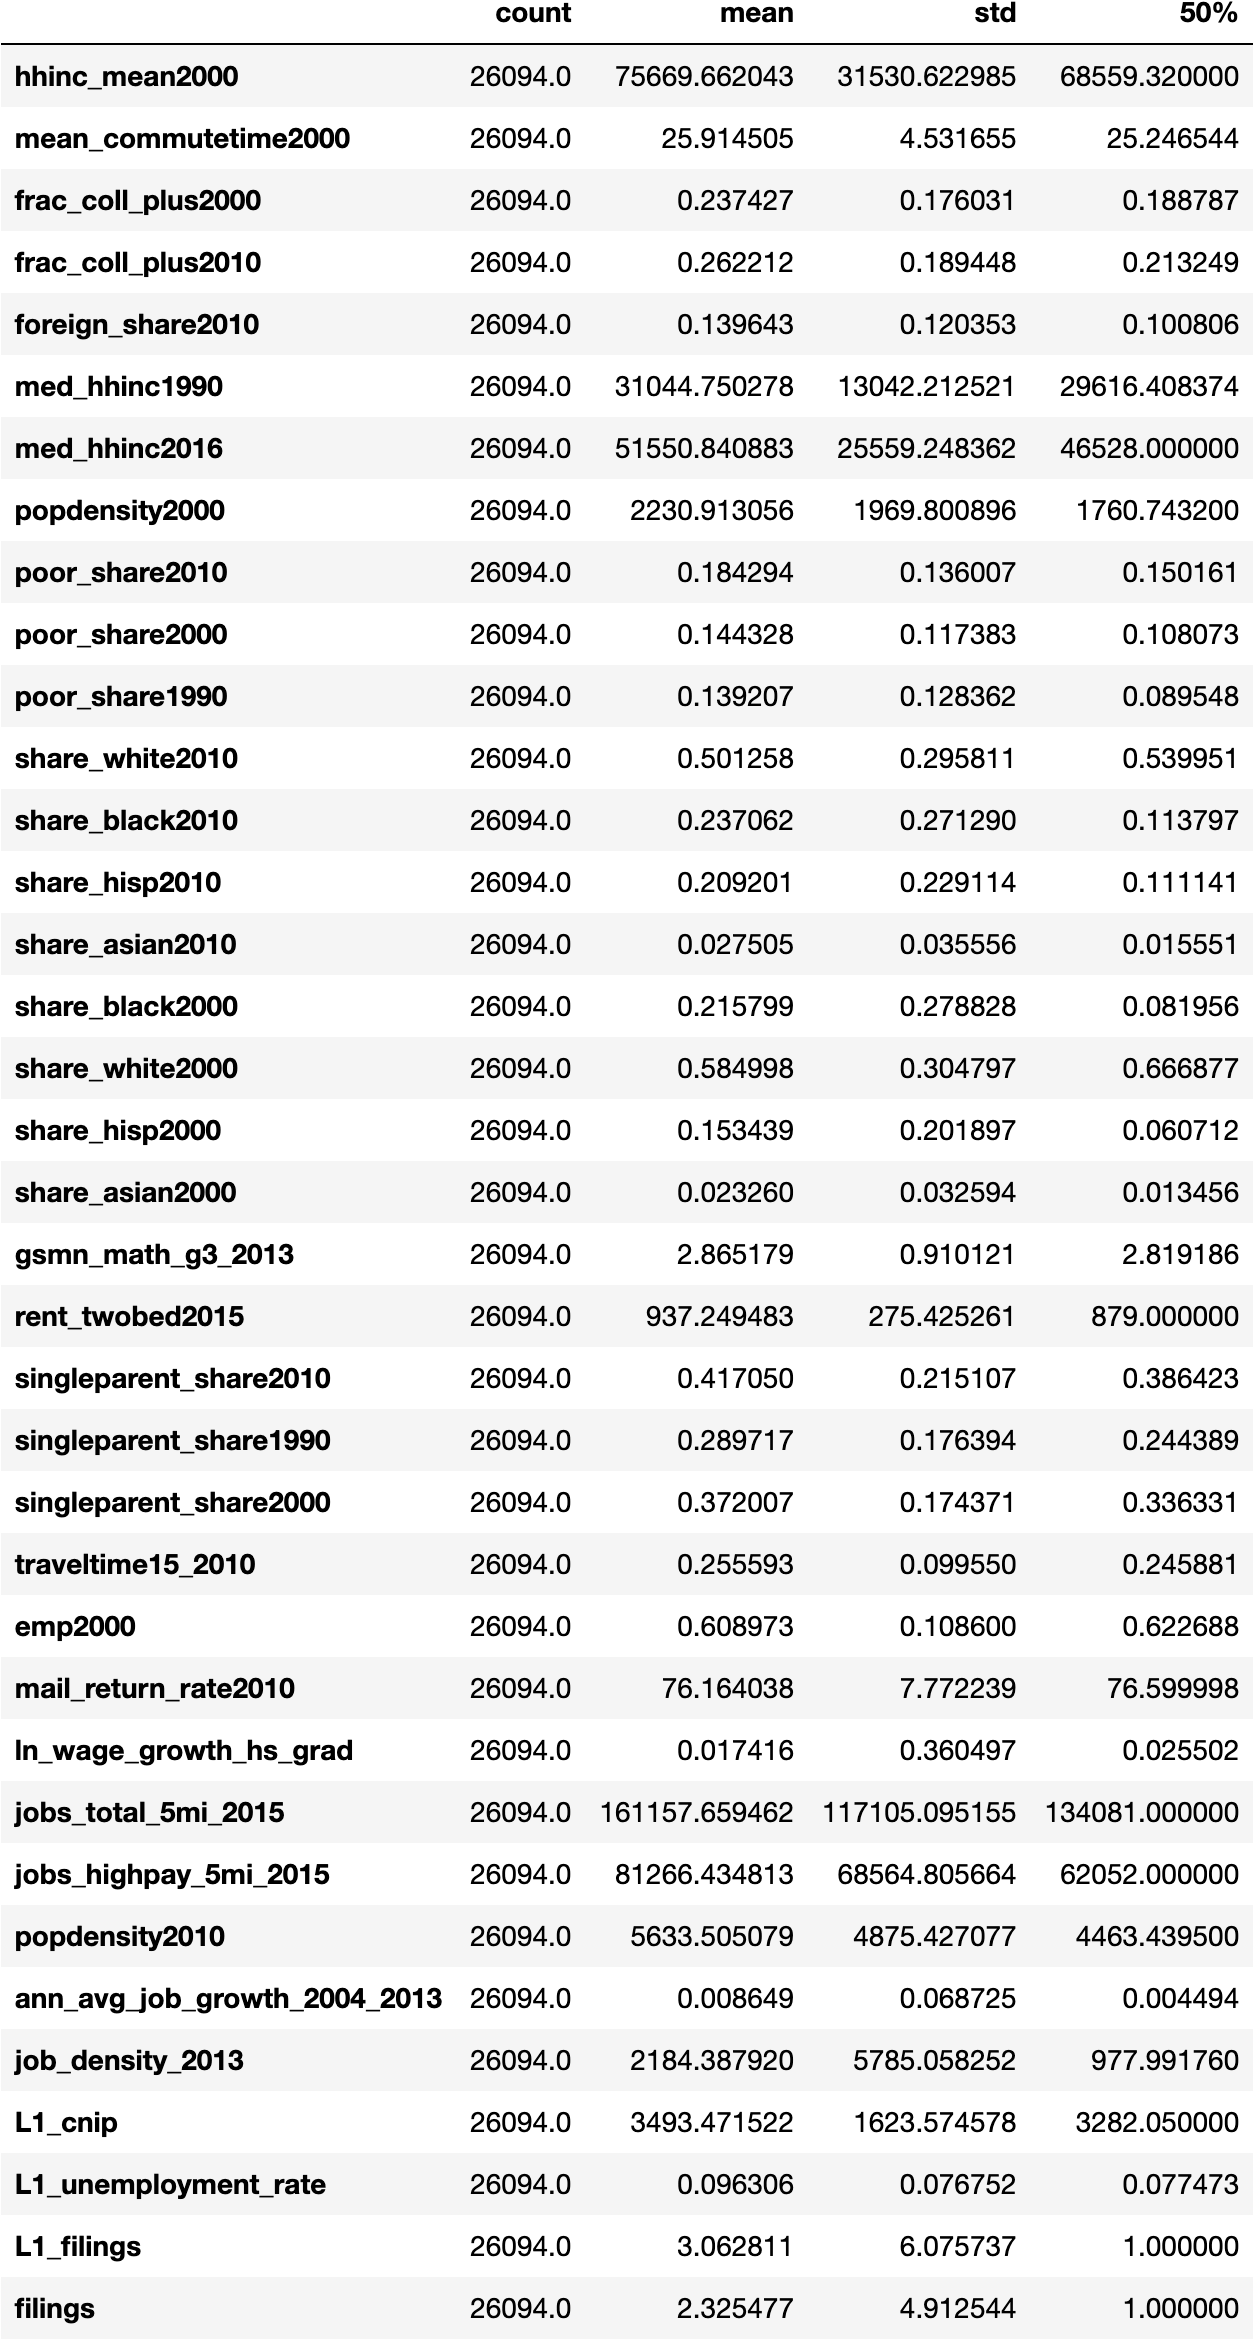 count mean std 50%
hhinc_mean2000 26094.0 75669.662043 31530.622985 68559.320000
mean_commutetime2000 26094.0 25.914505 4.531655 25.246544
frac_coll_plus2000 26094.0 0.237427 0.176031 0.188787
frac_coll_plus2010 26094.0 0.262212 0.189448 0.213249
foreign_share2010 26094.0 0.139643 0.120353 0.100806
med_hhinc1990 26094.0 31044.750278 13042.212521 29616.408374
med_hhinc2016 26094.0 51550.840883 25559.248362 46528.000000
popdensity2000 26094.0 2230.913056 1969.800896 1760.743200
poor_share2010 26094.0 0.184294 0.136007 0.150161
poor_share2000 26094.0 0.144328 0.117383 0.108073
poor_share1990 26094.0 0.139207 0.128362 0.089548
share_white2010 26094.0 0.501258 0.295811 0.539951
share_black2010 26094.0 0.237062 0.271290 0.113797
share_hisp2010 26094.0 0.209201 0.229114 0.111141
share_asian2010 26094.0 0.027505 0.035556 0.015551
share_black2000 26094.0 0.215799 0.278828 0.081956
share_white2000 26094.0 0.584998 0.304797 0.666877
share_hisp2000 26094.0 0.153439 0.201897 0.060712
share_asian2000 26094.0 0.023260 0.032594 0.013456
gsmn_math_g3_2013 26094.0 2.865179 0.910121 2.819186
rent_twobed2015 26094.0 937.249483 275.425261 879.000000
singleparent_share2010 26094.0 0.417050 0.215107 0.386423
singleparent_share1990 26094.0 0.289717 0.176394 0.244389
singleparent_share2000 26094.0 0.372007 0.174371 0.336331
traveltime15_2010 26094.0 0.255593 0.099550 0.245881
emp2000 26094.0 0.608973 0.108600 0.622688
mail_return_rate2010 26094.0 76.164038 7.772239 76.599998
ln_wage_growth_hs_grad 26094.0 0.017416 0.360497 0.025502
jobs_total_5mi_2015 26094.0 161157.659462 117105.095155 134081.000000
jobs_highpay_5mi_2015 26094.0 81266.434813 68564.805664 62052.000000
popdensity2010 26094.0 5633.505079 4875.427077 4463.439500
ann_avg_job_growth_2004_2013 26094.0 0.008649 0.068725 0.004494
job_density_2013 26094.0 2184.387920 5785.058252 977.991760
L1_cnip 26094.0 3493.471522 1623.574578 3282.050000
L1_unemployment_rate 26094.0 0.096306 0.076752 0.077473
L1_filings 26094.0 3.062811 6.075737 1.000000
filings 26094.0 2.325477 4.912544 1.000000